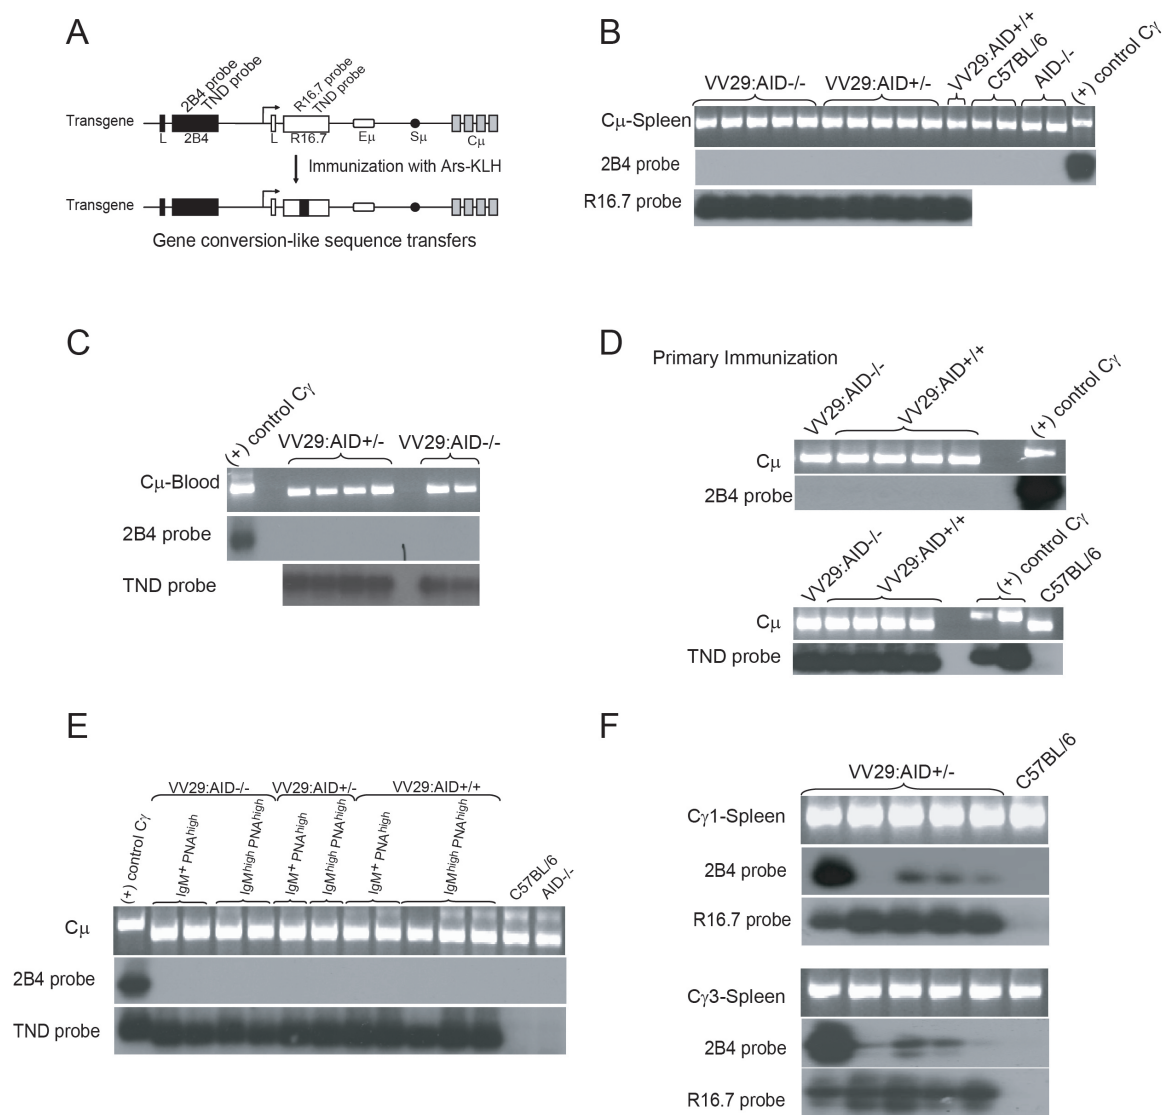 A
2B4 probe
TND probe
R16.7 probe
TND probe
Transgene
L
2B4
L
R16.7
Eμ
Sμ
Cμ
Immunization with Ars-KLH
Transgene
Gene conversion-like sequence transfers
B
VV29:AID-/-
VV29:AID+/-
VV29:AID+/+
C57BL/6
AID-/-
(+) control Cγ
Cμ-Spleen
2B4 probe
R16.7 probe
C
(+) control Cγ
VV29:AID+/-
VV29:AID-/-
Cμ-Blood
2B4 probe
TND probe
D
Primary Immunization
VV29:AID-/-
VV29:AID+/+
(+) control Cγ
Cμ
2B4 probe
VV29:AID-/-
VV29:AID+/+
(+) control Cγ
C57BL/6
Cμ
TND probe
E
VV29:AID-/-
VV29:AID+/-
VV29:AID+/+
(+) control Cγ
IgM+ PNAhigh
IgMhigh PNAhigh
IgM+ PNAhigh
IgMhigh PNAhigh
IgM+ PNAhigh
IgMhigh PNAhigh
C57BL/6
AID-/-
Cμ
2B4 probe
TND probe
F
VV29:AID+/-
C57BL/6
Cγ1-Spleen
2B4 probe
R16.7 probe
Cγ3-Spleen
2B4 probe
R16.7 probe